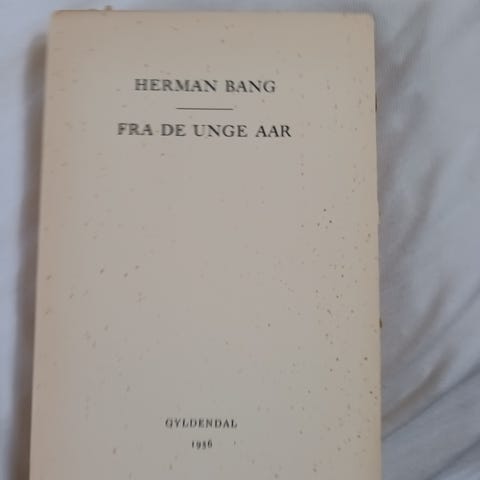 HERMAN BANG
FRA DE UNGE AAR
GYLDENDAL
1956